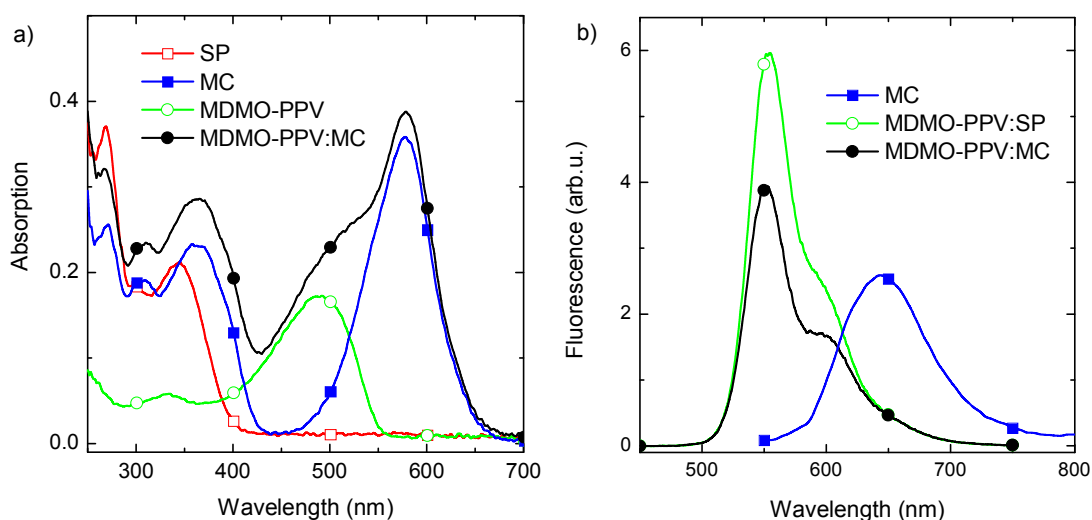 a)
SP
MC
MDMO-PPV
MDMO-PPV:MC
0.4
0.2
0.0
Absorption
300 400 500 600 700
Wavelength (nm)
b)
MC
MDMO-PPV:SP
MDMO-PPV:MC
6
4
2
0
Fluorescence (arb.u.)
500 600 700 800
Wavelength (nm)